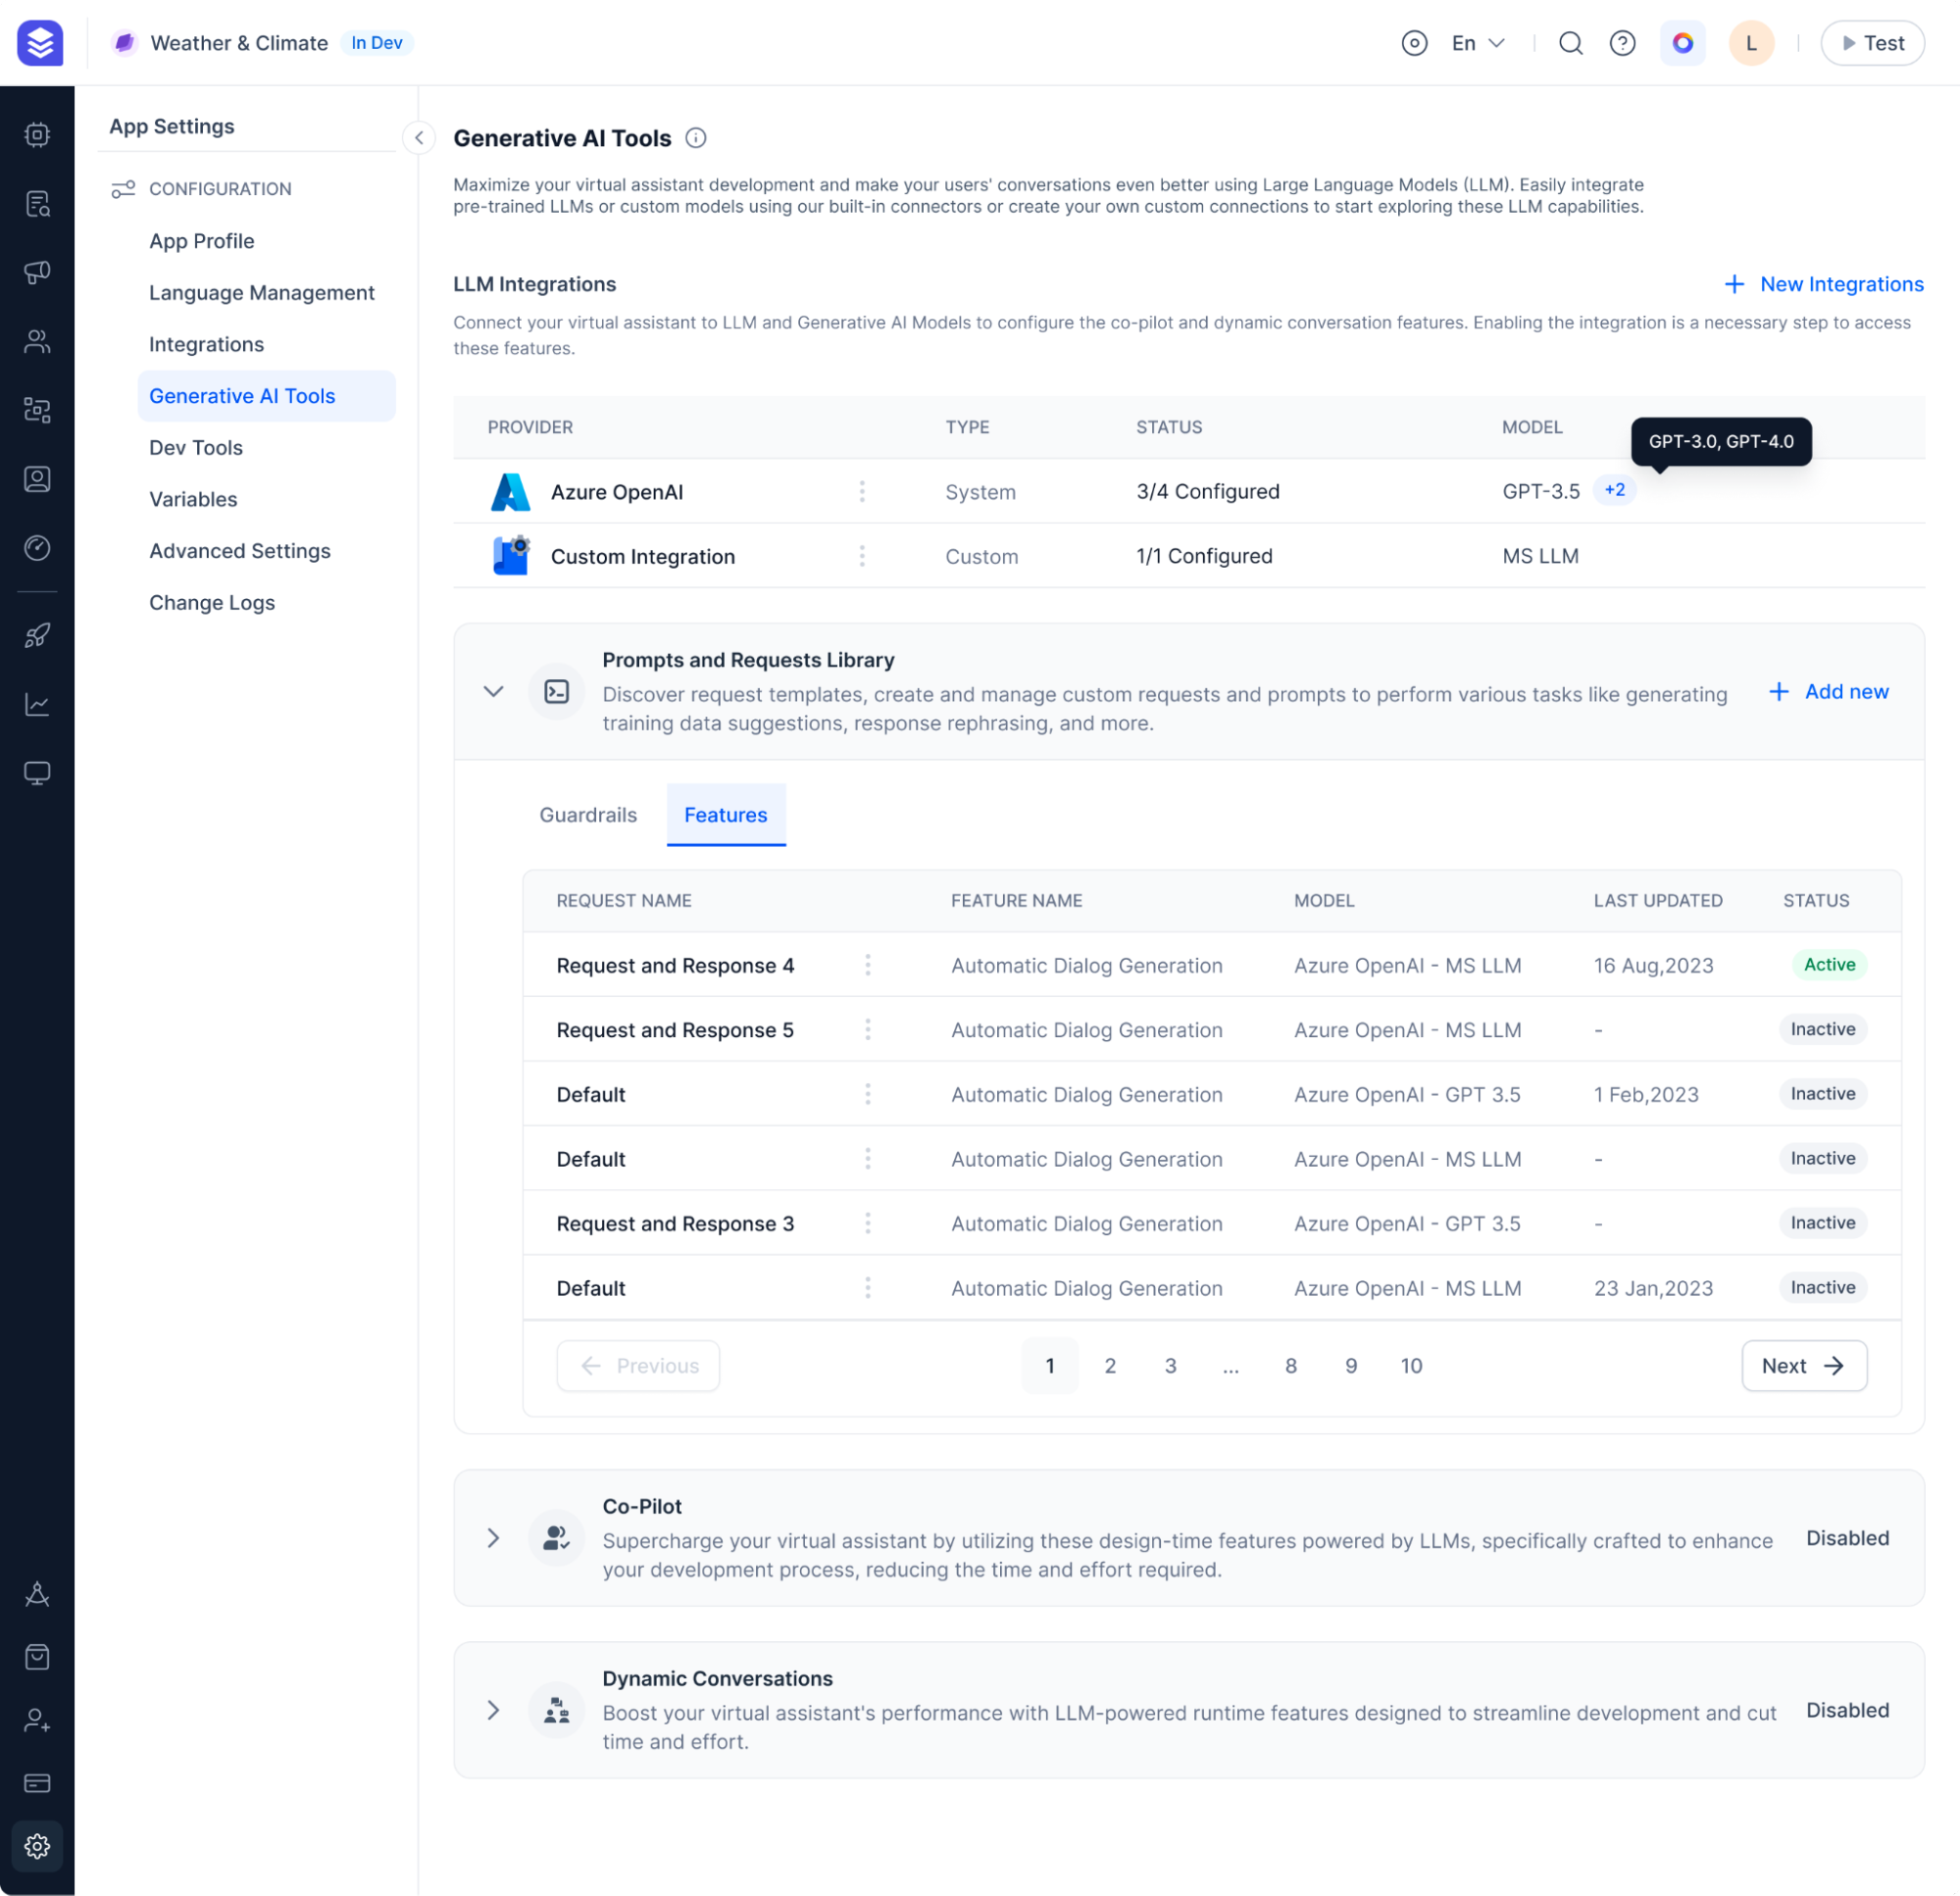 Weather & Climate In Dev
En
L
Test
App Settings
CONFIGURATION
App Profile
Language Management
Integrations
Generative AI Tools
Dev Tools
Variables
Advanced Settings
Change Logs
Generative AI Tools
Maximize your virtual assistant development and make your users' conversations even better using Large Language Models (LLM). Easily integrate
pre-trained LLMs or custom models using our built-in connectors or create your own custom connections to start exploring these LLM capabilities.
LLM Integrations
New Integrations
Connect your virtual assistant to LLM and Generative AI Models to configure the co-pilot and dynamic conversation features. Enabling the integration is a necessary step to access
these features.
PROVIDER TYPE STATUS MODEL
GPT-3.0, GPT-4.0
Azure OpenAI System 3/4 Configured GPT-3.5 +2
Custom Integration Custom 1/1 Configured MS LLM
Prompts and Requests Library
Discover request templates, create and manage custom requests and prompts to perform various tasks like generating
training data suggestions, response rephrasing, and more.
Add new
Guardrails Features
REQUEST NAME FEATURE NAME MODEL LAST UPDATED STATUS
Request and Response 4 Automatic Dialog Generation Azure OpenAI - MS LLM 16 Aug,2023 Active
Request and Response 5 Automatic Dialog Generation Azure OpenAI - MS LLM - Inactive
Default Automatic Dialog Generation Azure OpenAI - GPT 3.5 1 Feb,2023 Inactive
Default Automatic Dialog Generation Azure OpenAI - MS LLM - Inactive
Request and Response 3 Automatic Dialog Generation Azure OpenAI - GPT 3.5 - Inactive
Default Automatic Dialog Generation Azure OpenAI - MS LLM 23 Jan,2023 Inactive
Previous 1 2 3 ... 8 9 10 Next
Co-Pilot
Supercharge your virtual assistant by utilizing these design-time features powered by LLMs, specifically crafted to enhance
your development process, reducing the time and effort required.
Disabled
Dynamic Conversations
Boost your virtual assistant's performance with LLM-powered runtime features designed to streamline development and cut
time and effort.
Disabled